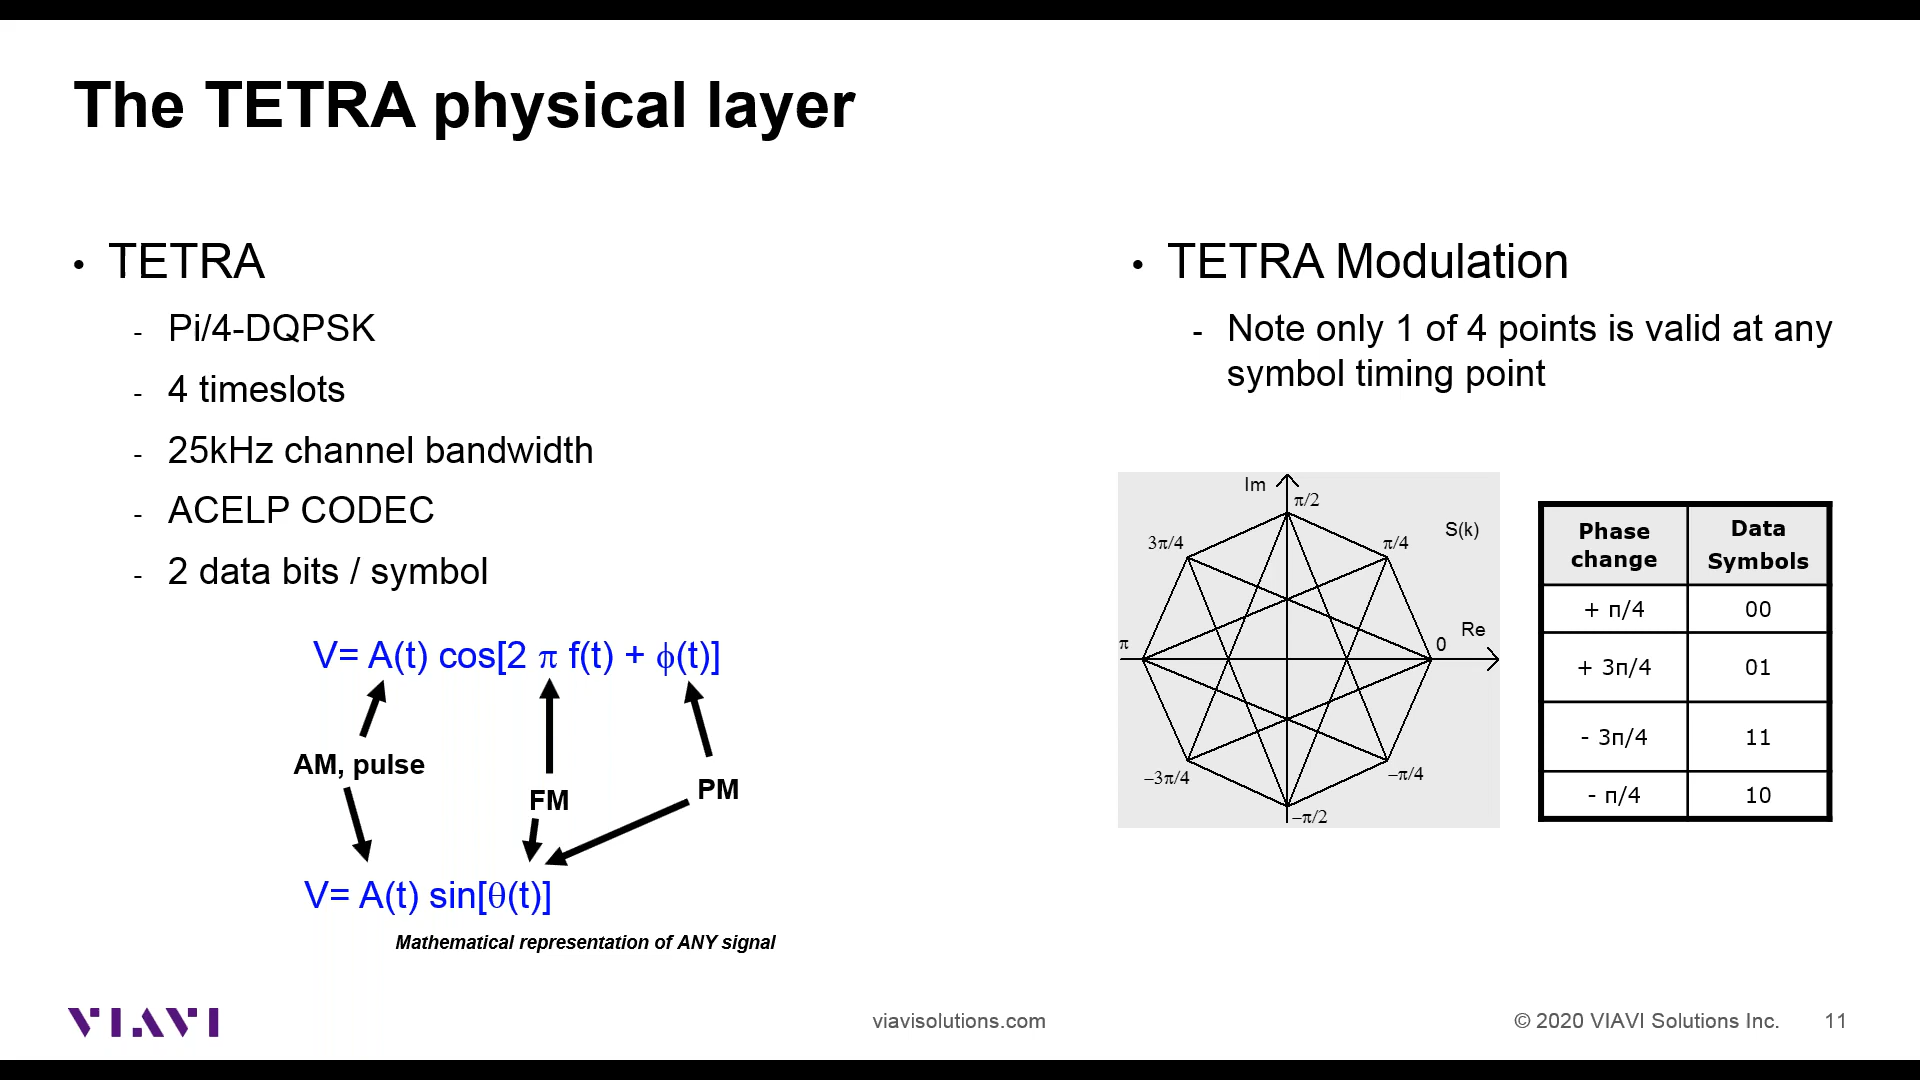 The TETRA physical layer
• TETRA
- Pi/4-DQPSK
- 4 timeslots
- 25kHz channel bandwidth
- ACELP CODEC
- 2 data bits / symbol
V= A(t) cos[2 π f(t) + ϕ(t)]
AM, pulse
FM
PM
V= A(t) sin[θ(t)]
Mathematical representation of ANY signal
• TETRA Modulation
- Note only 1 of 4 points is valid at any
symbol timing point
Im
π/2
3π/4
π/4
S(k)
π
0
Re
–3π/4
–π/4
–π/2
Phase change
Data Symbols
+ п/4 00
+ 3п/4 01
- 3п/4 11
- п/4 10
VIAVI
viavisolutions.com
© 2020 VIAVI Solutions Inc.
11